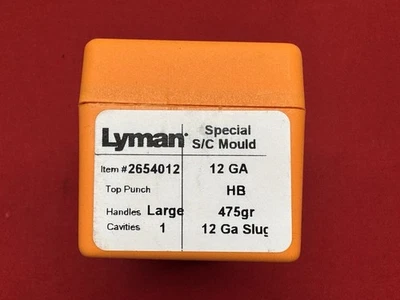 Lyman® Special
S/C Mould
Item #2654012 12 GA
Top Punch HB
Handles Large 475gr
Cavities 1 12 Ga Slug